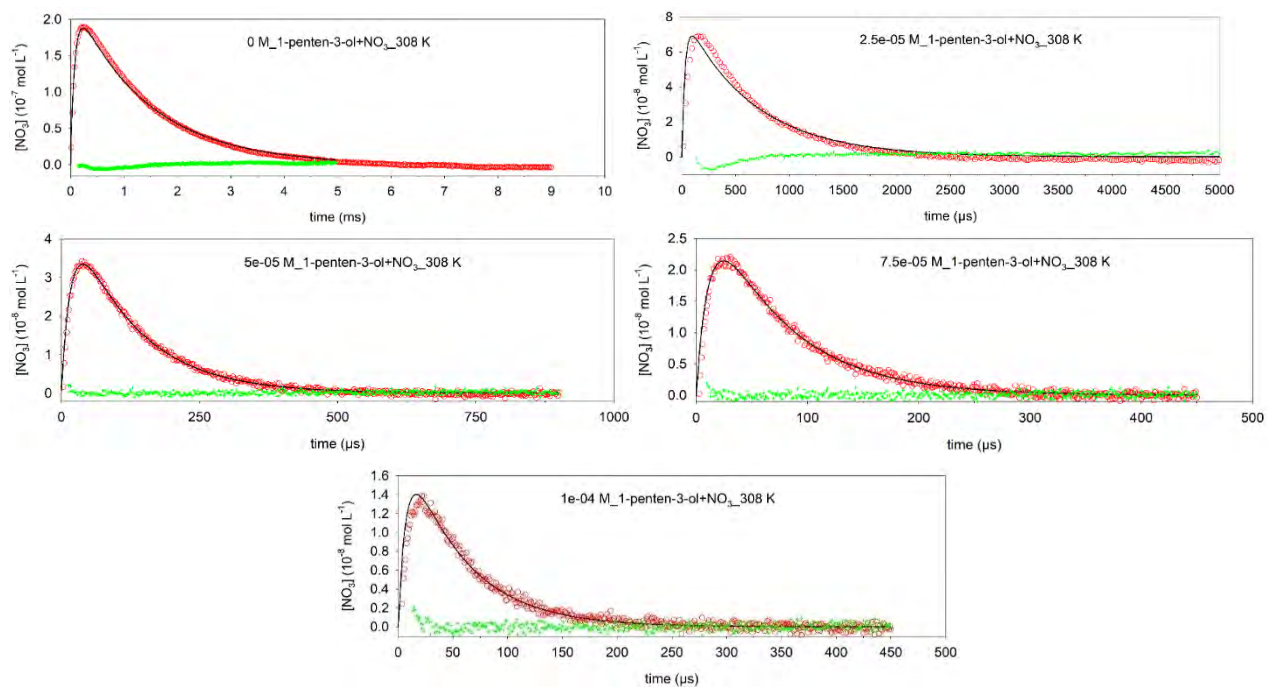 0 M_1-penten-3-ol+NO₃_308 K
[NO₃] (10⁻⁷ mol L⁻¹)
2.0
1.5
1.0
0.5
0.0
0 1 2 3 4 5 6 7 8 9 10
time (ms)
2.5e-05 M_1-penten-3-ol+NO₃_308 K
[NO₃] (10⁻⁸ mol L⁻¹)
8
6
4
2
0
0 500 1000 1500 2000 2500 3000 3500 4000 4500 5000
time (µs)
5e-05 M_1-penten-3-ol+NO₃_308 K
[NO₃] (10⁻⁸ mol L⁻¹)
4
3
2
1
0
0 250 500 750 1000
time (µs)
7.5e-05 M_1-penten-3-ol+NO₃_308 K
[NO₃] (10⁻⁸ mol L⁻¹)
2.5
2.0
1.5
1.0
0.5
0.0
0 100 200 300 400 500
time (µs)
1e-04 M_1-penten-3-ol+NO₃_308 K
[NO₃] (10⁻⁸ mol L⁻¹)
1.6
1.4
1.2
1.0
0.8
0.6
0.4
0.2
0.0
0 50 100 150 200 250 300 350 400 450 500
time (µs)